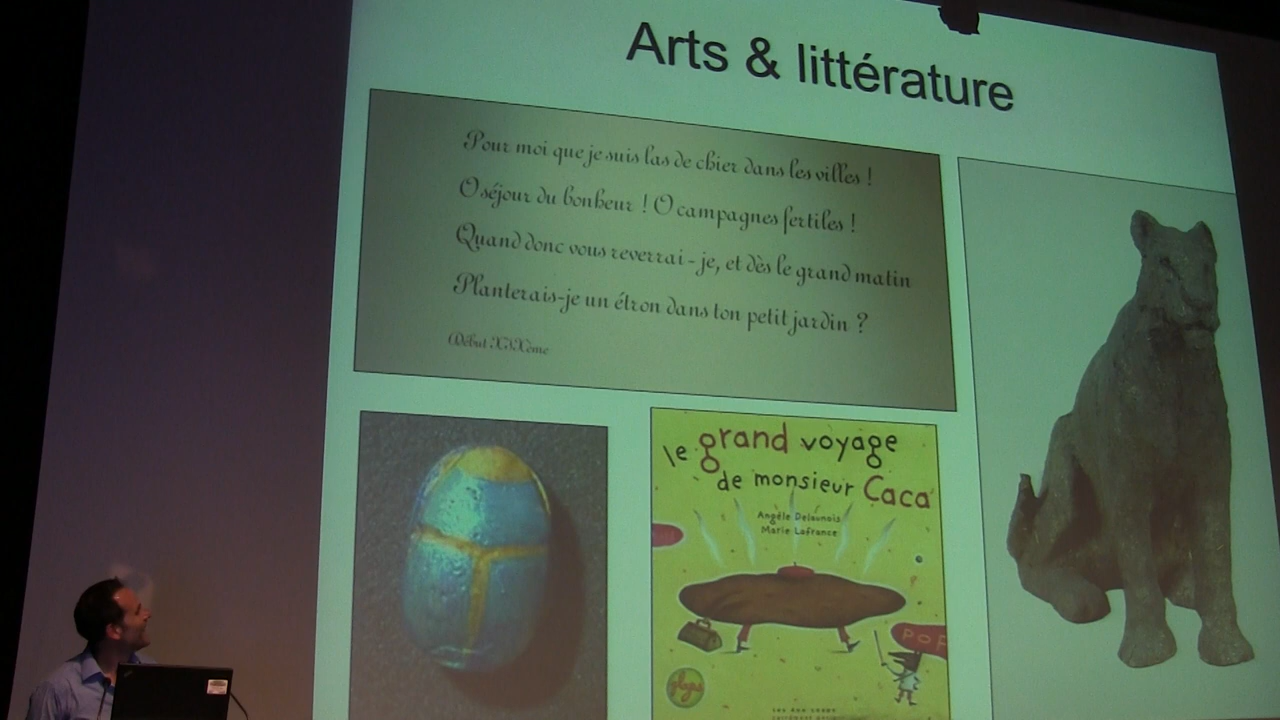 Arts & littérature
Pour moi que je suis las de chier dans les villes !
O séjour du bonheur ! O campagnes fertiles !
Quand donc vous reverrai-je, et dès le grand matin
Planterais-je un étron dans ton petit jardin ?
Début XIXème
le grand voyage
de monsieur Caca
Angèle Delaunois
Marie Lafrance
POP
glups